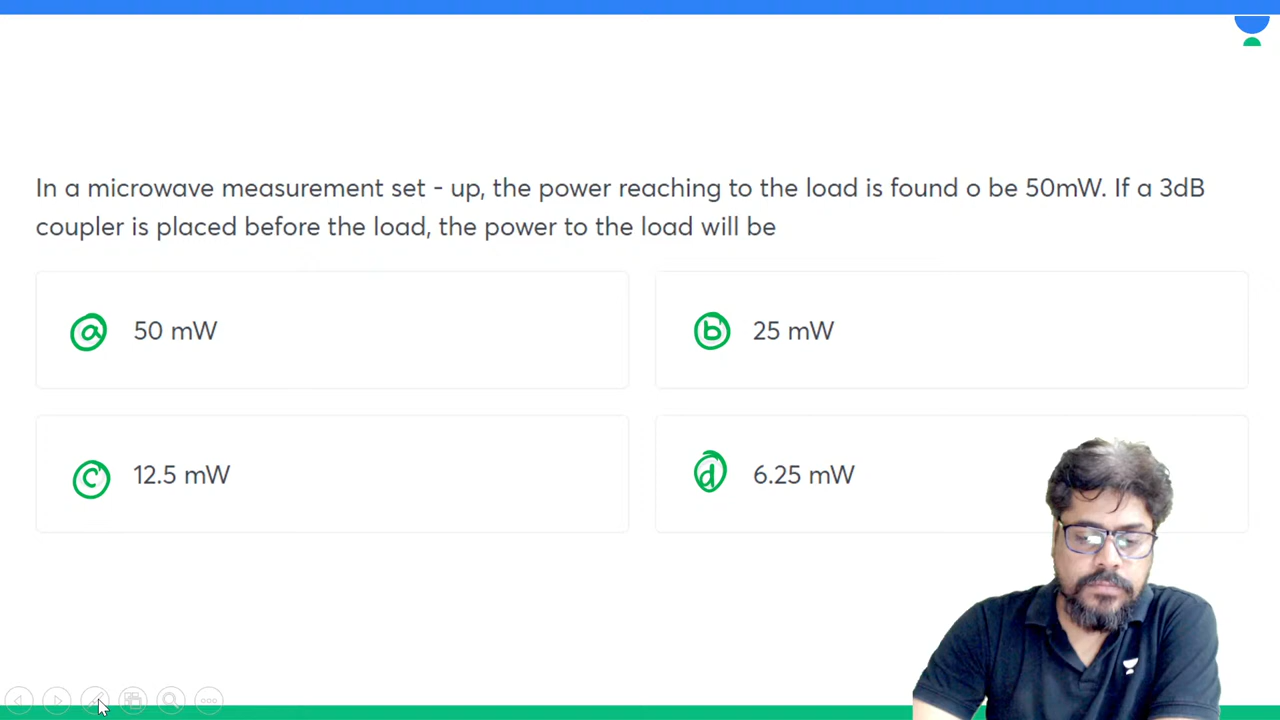 In a microwave measurement set - up, the power reaching to the load is found o be 50mW. If a 3dB
coupler is placed before the load, the power to the load will be
a 50 mW
b 25 mW
c 12.5 mW
d 6.25 mW